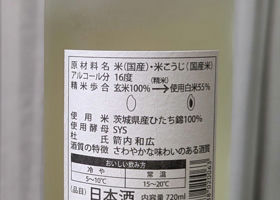 原材料名 米(国産)・米こうじ(国産米)
アルコール分 16度
(精米)
精米歩合 玄米100%→使用白米55%
使用米 茨城県産ひたち錦100%
使用酵母 SYS
杜氏 箭内和広
酒質の特徴 さわやかな味わいのある酒質
おいしい飲み方
冷や 常温
5~10℃ 15~20℃
(品目) 日本酒 内容量 720ml